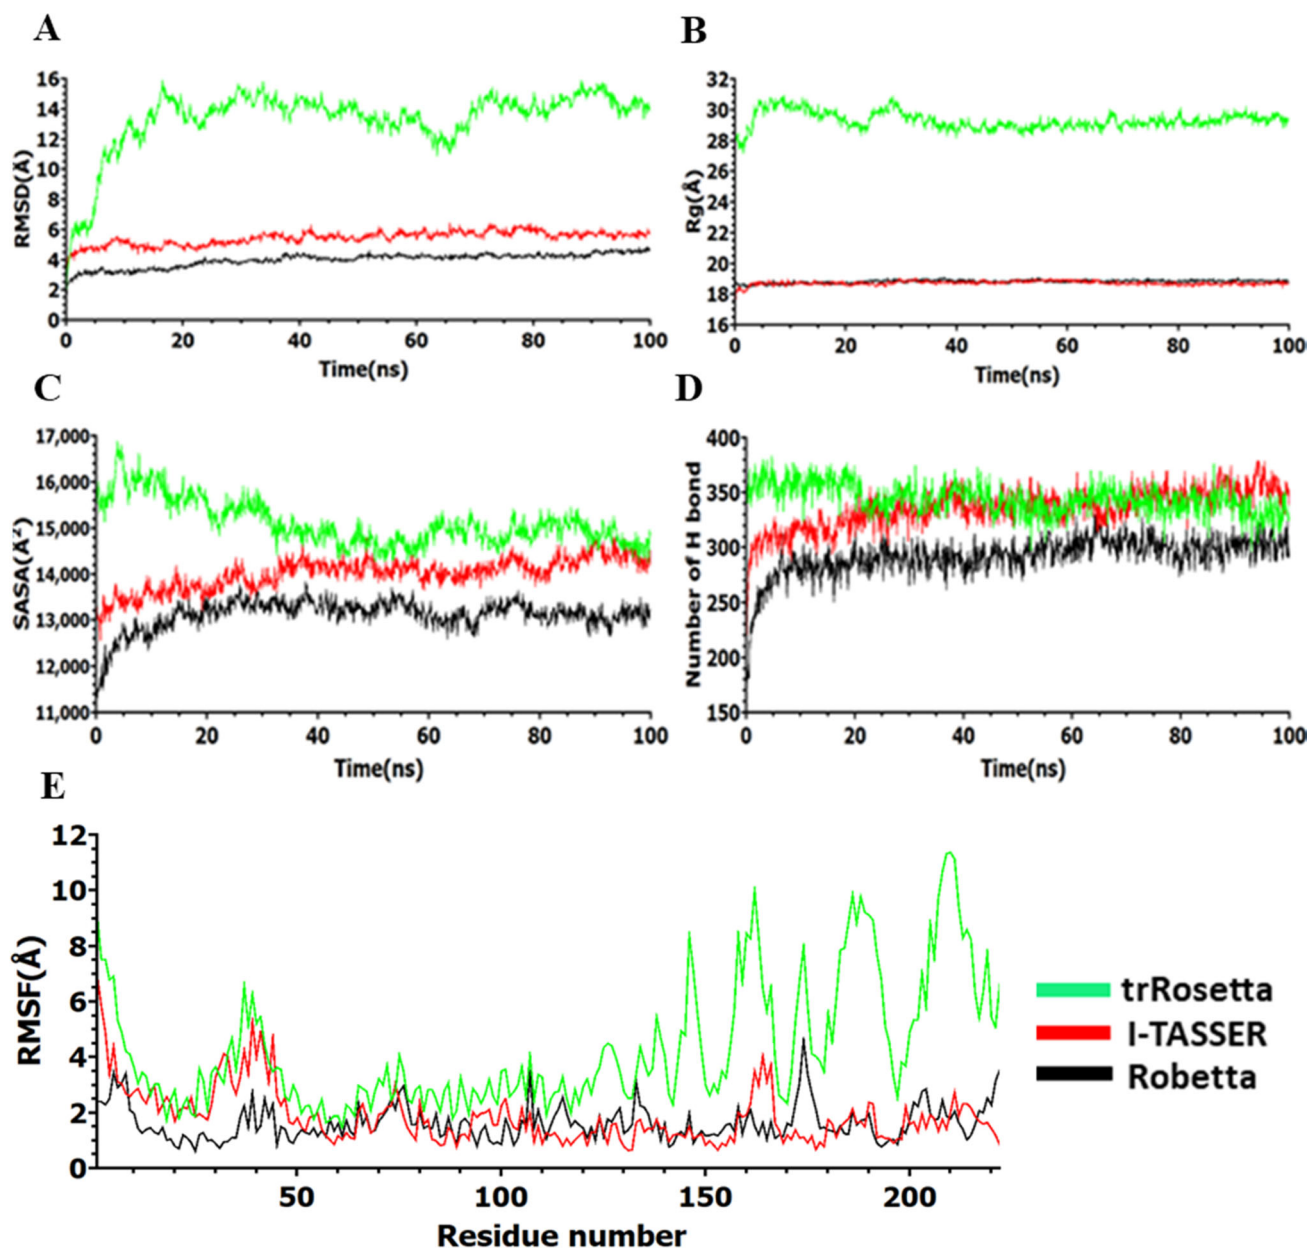 A
B
16
14
12
10
8
6
4
2
0
RMSD(Å)
0 20 40 60 80 100
Time(ns)
32
30
28
26
24
22
20
18
16
Rg(Å)
0 20 40 60 80 100
Time(ns)
C
D
17,000
16,000
15,000
14,000
13,000
12,000
11,000
SASA(Å²)
0 20 40 60 80 100
Time(ns)
400
350
300
250
200
150
Number of H bond
0 20 40 60 80 100
Time(ns)
E
12
10
8
6
4
2
0
RMSF(Å)
50 100 150 200
Residue number
trRosetta
I-TASSER
Robetta